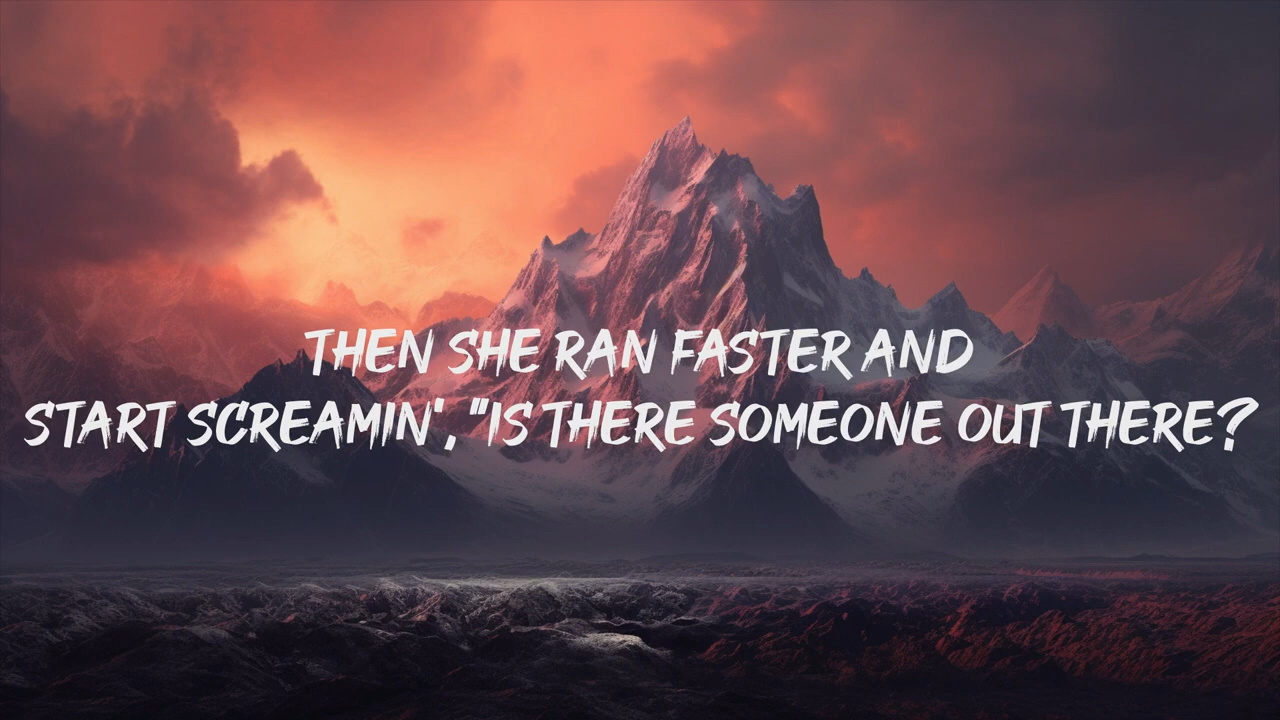 THEN SHE RAN FASTER AND
START SCREAMIN', "IS THERE SOMEONE OUT THERE?